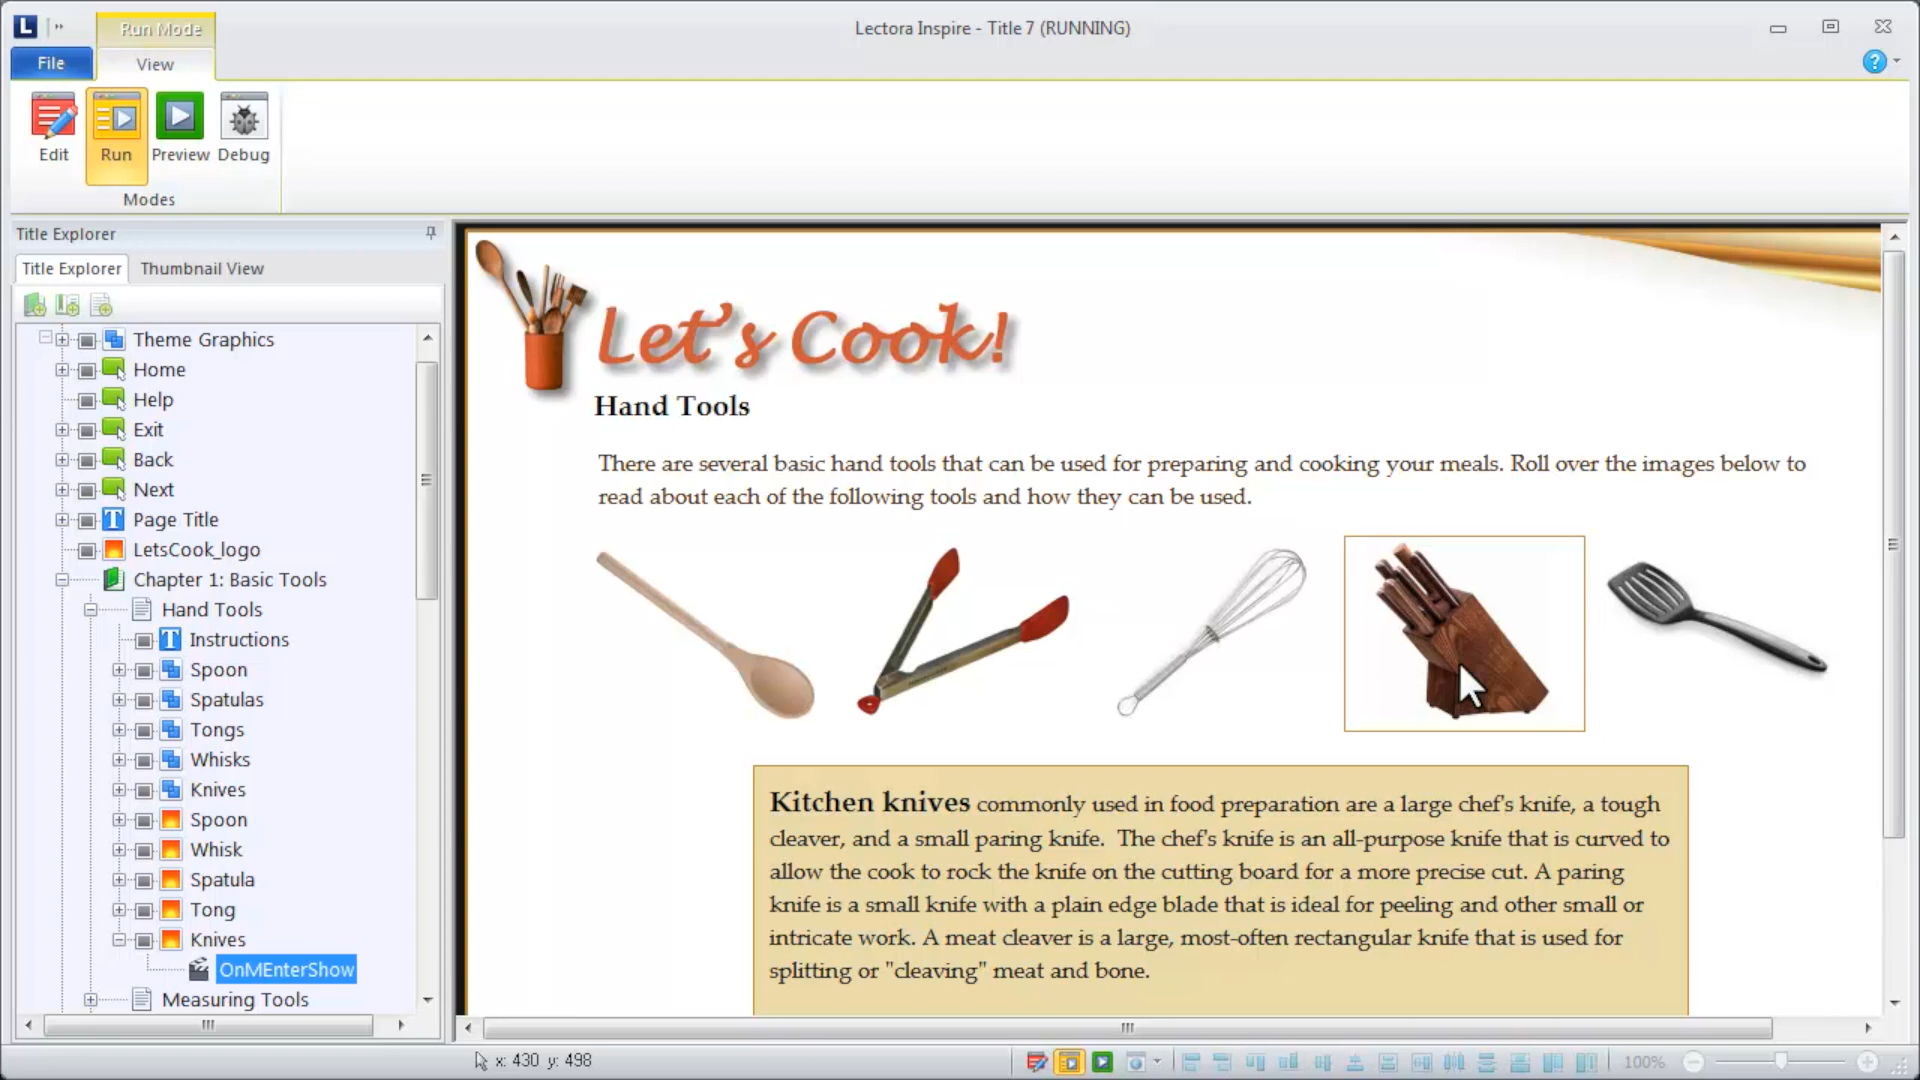 Run Mode
Lectora Inspire - Title 7 (RUNNING)
File
View
Edit
Run
Preview
Debug
Modes
Title Explorer
Title Explorer
Thumbnail View
Theme Graphics
Home
Help
Exit
Back
Next
Page Title
LetsCook_logo
Chapter 1: Basic Tools
Hand Tools
Instructions
Spoon
Spatulas
Tongs
Whisks
Knives
Spoon
Whisk
Spatula
Tong
Knives
OnMEnterShow
Measuring Tools
Let's Cook!
Hand Tools
There are several basic hand tools that can be used for preparing and cooking your meals. Roll over the images below to
read about each of the following tools and how they can be used.
Kitchen knives commonly used in food preparation are a large chef's knife, a tough
cleaver, and a small paring knife.  The chef's knife is an all-purpose knife that is curved to
allow the cook to rock the knife on the cutting board for a more precise cut. A paring
knife is a small knife with a plain edge blade that is ideal for peeling and other small or
intricate work. A meat cleaver is a large, most-often rectangular knife that is used for
splitting or "cleaving" meat and bone.
x: 430 y: 498
100%